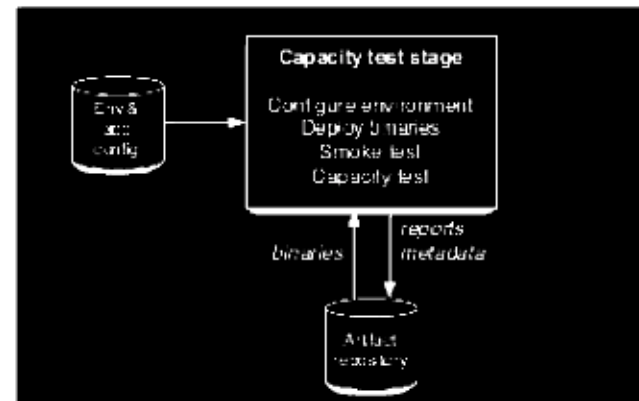 Capacity test stage
Env &
app
config
Configure environment
Deploy binaries
Smoke test
Capacity test
binaries
reports
metadata
Artifact
repository